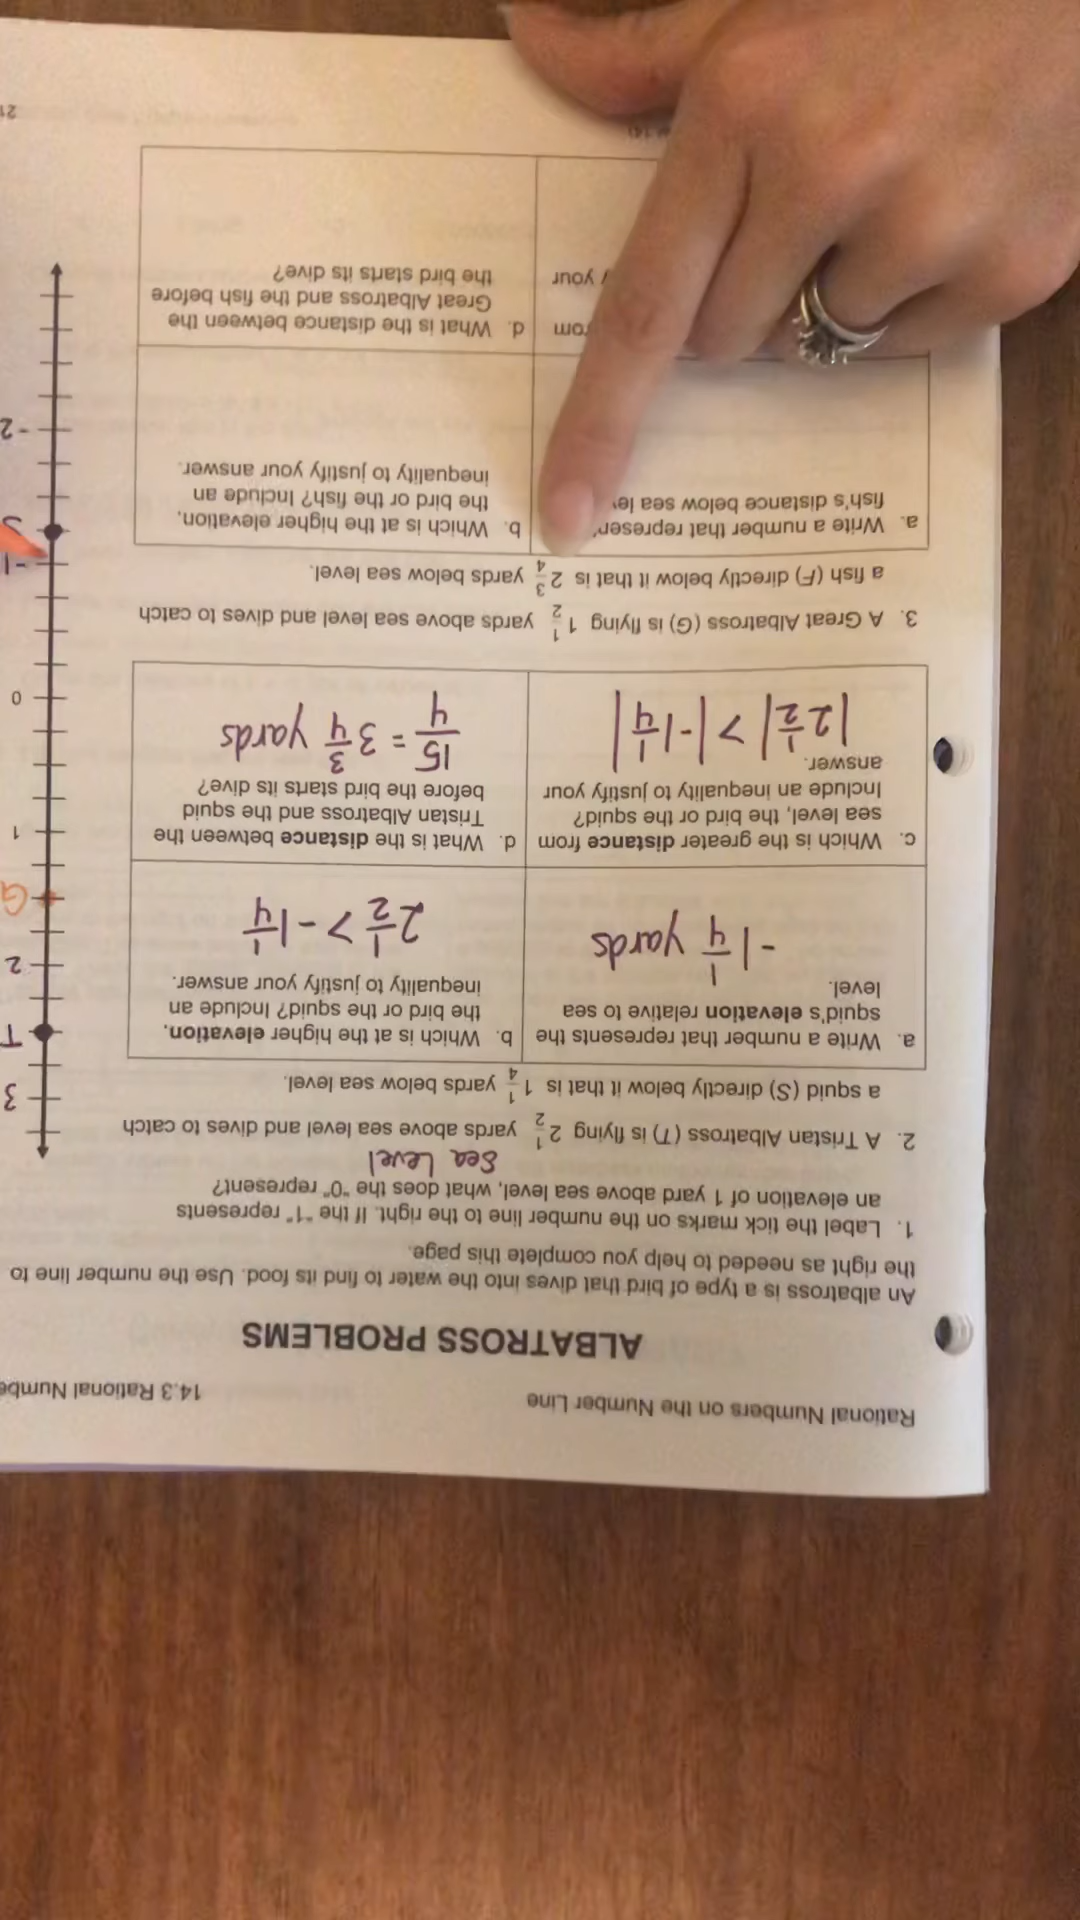 Rational Numbers on the Number Line
14.3 Rational
ALBATROSS PROBLEMS
An albatross is a type of bird that dives into the water to find its food. Use the number line to
the right as needed to help you complete this page.
1. Label the tick marks on the number line to the right. If the "1" represents
an elevation of 1 yard above sea level, what does the "0" represent?
Sea Level
2. A Tristan Albatross (T) is flying 2 1/2 yards above sea level and dives to catch
a squid (S) directly below it that is 1 1/4 yards below sea level.
a. Write a number that represents the
squid's elevation relative to sea
level.
-1 1/4 yards
b. Which is at the higher elevation,
the bird or the squid? Include an
inequality to justify your answer.
2 1/2 > -1 1/4
c. Which is the greater distance from
sea level, the bird or the squid?
Include an inequality to justify your
answer.
|2 1/2| > |-1 1/4|
d. What is the distance between the
Tristan Albatross and the squid
before the bird starts its dive?
15/4 = 3 3/4 yards
3. A Great Albatross (G) is flying 1 1/2 yards above sea level and dives to catch
a fish (F) directly below it that is 2 3/4 yards below sea level.
a. Write a number that
fish's distance below sea
b. Which is at the higher elevation,
the bird or the fish? Include an
inequality to justify your answer.
your
d. What is the distance between the
Great Albatross and the fish before
the bird starts its dive?
3
T
2
G
1
0
-1
S
-2